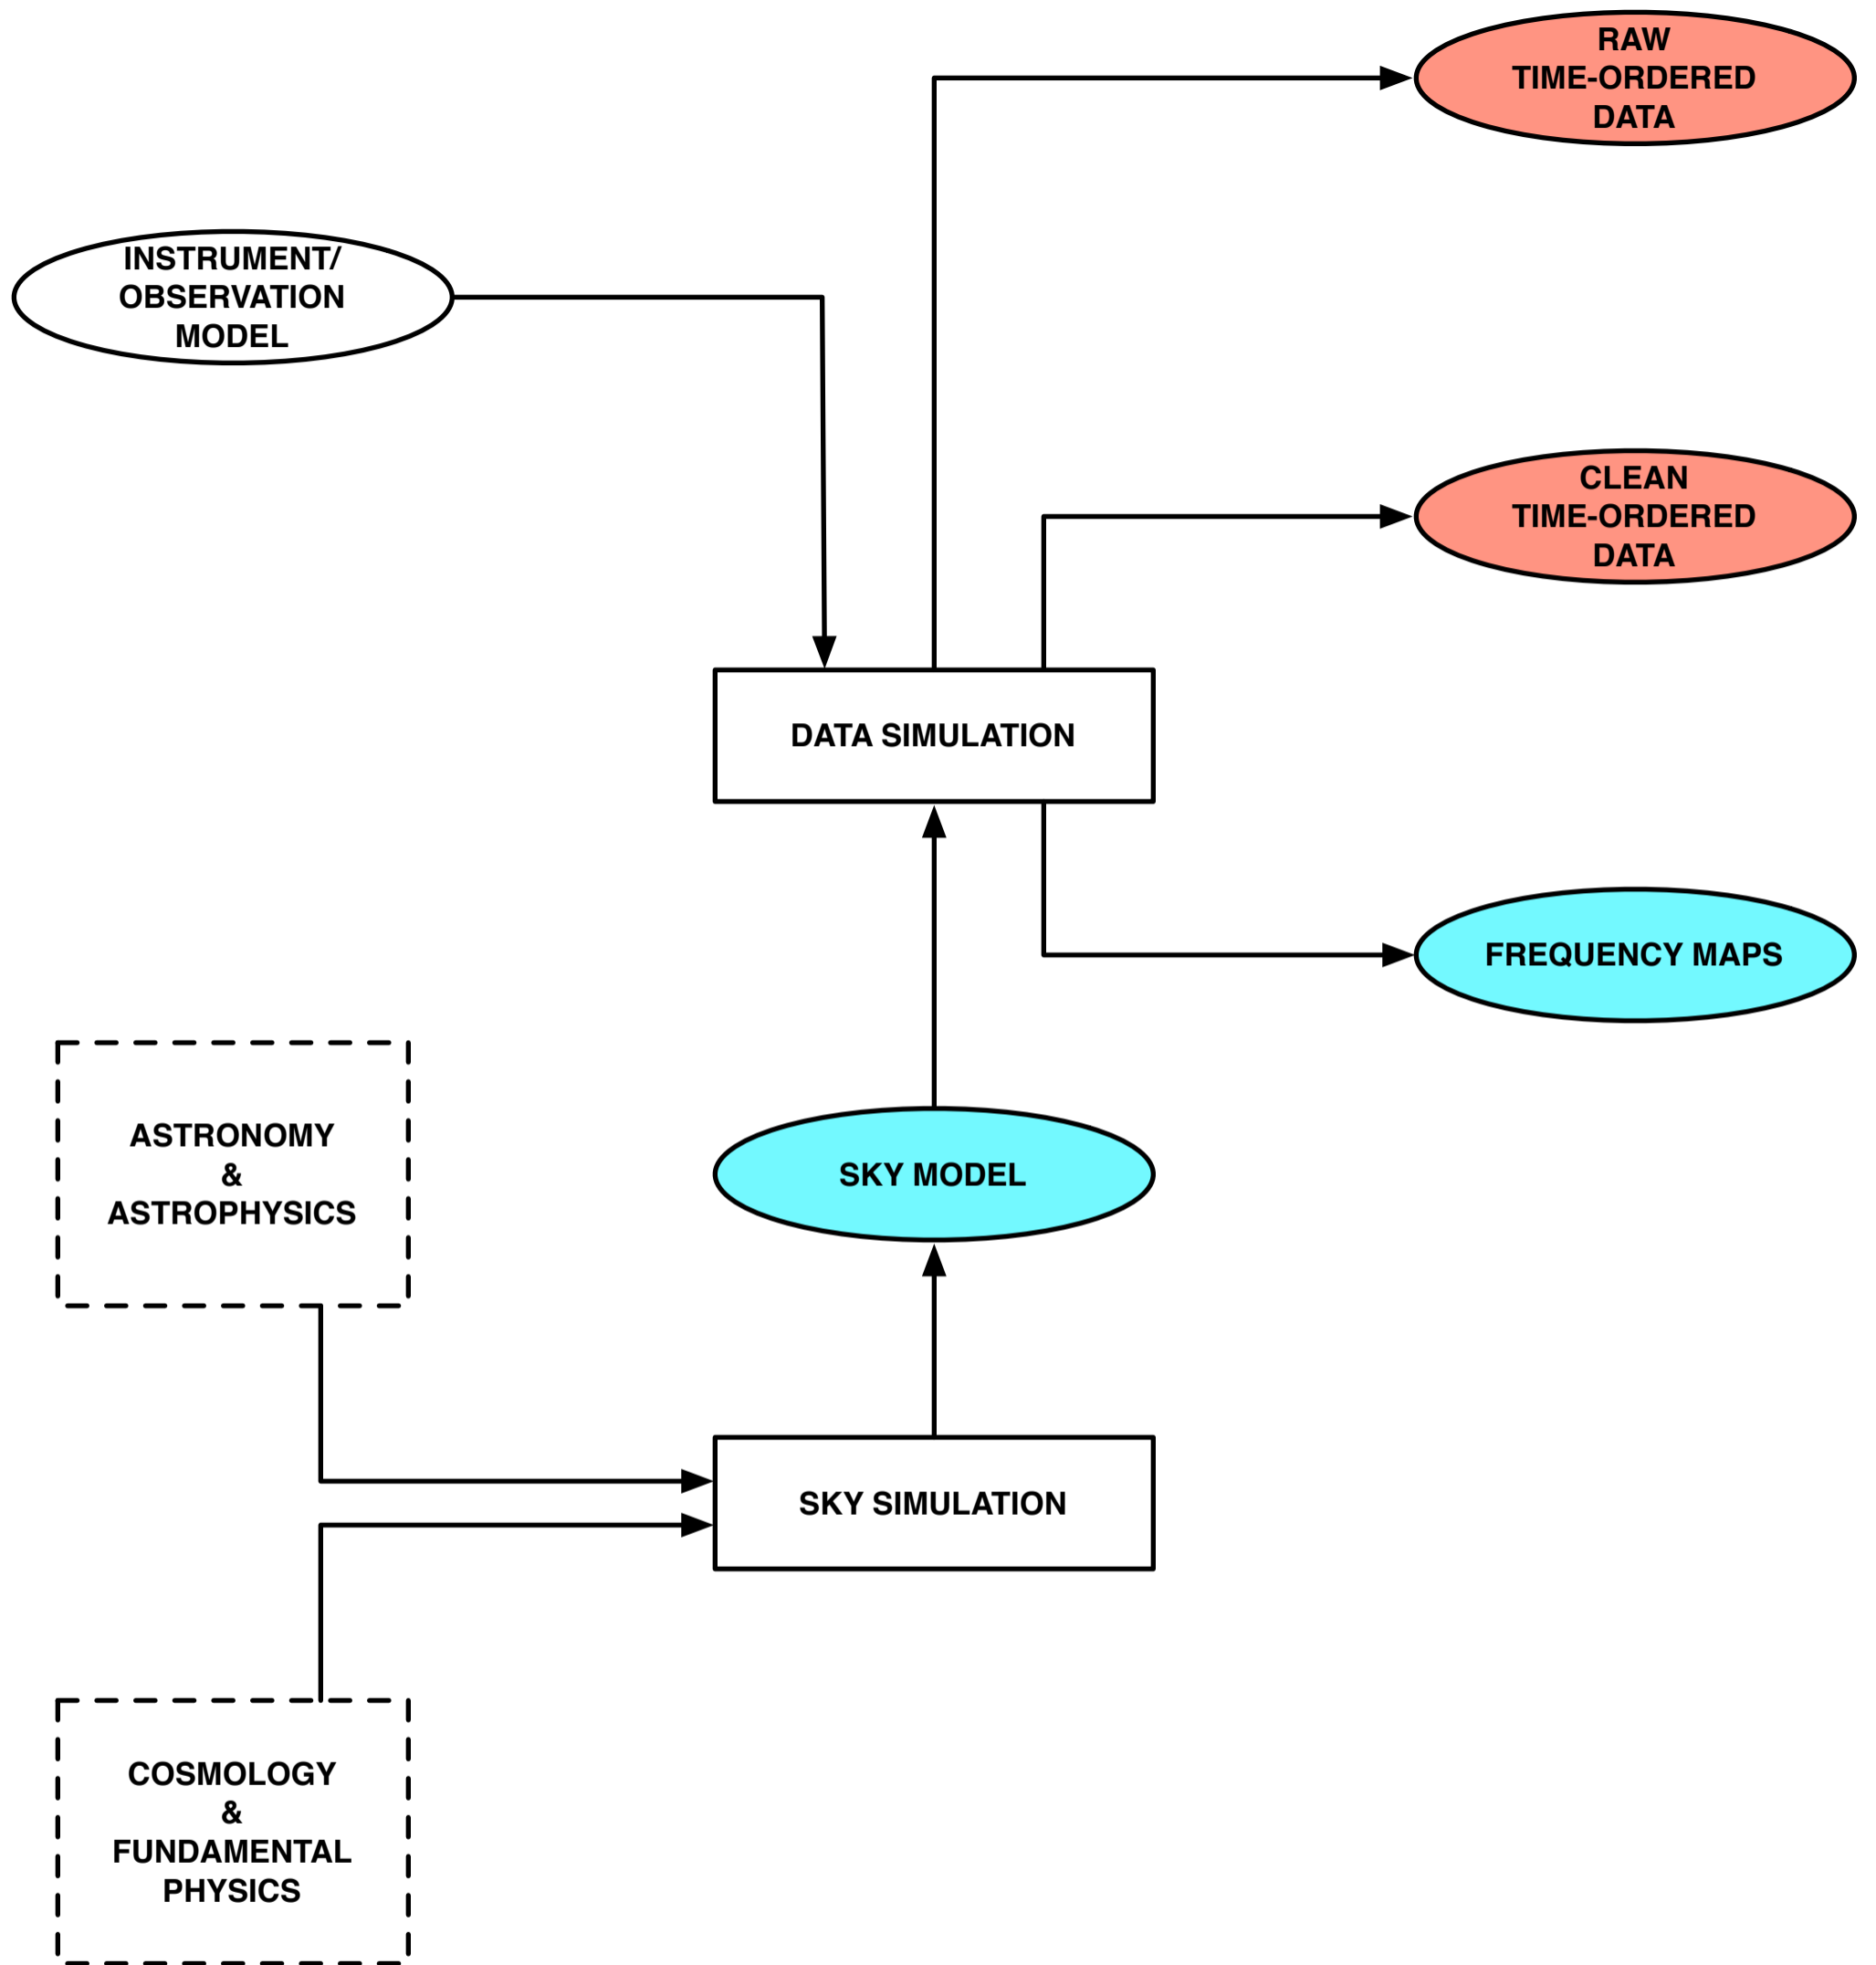 RAW
TIME-ORDERED
DATA
INSTRUMENT/
OBSERVATION
MODEL
CLEAN
TIME-ORDERED
DATA
DATA SIMULATION
FREQUENCY MAPS
ASTRONOMY
&
ASTROPHYSICS
SKY MODEL
SKY SIMULATION
COSMOLOGY
&
FUNDAMENTAL
PHYSICS